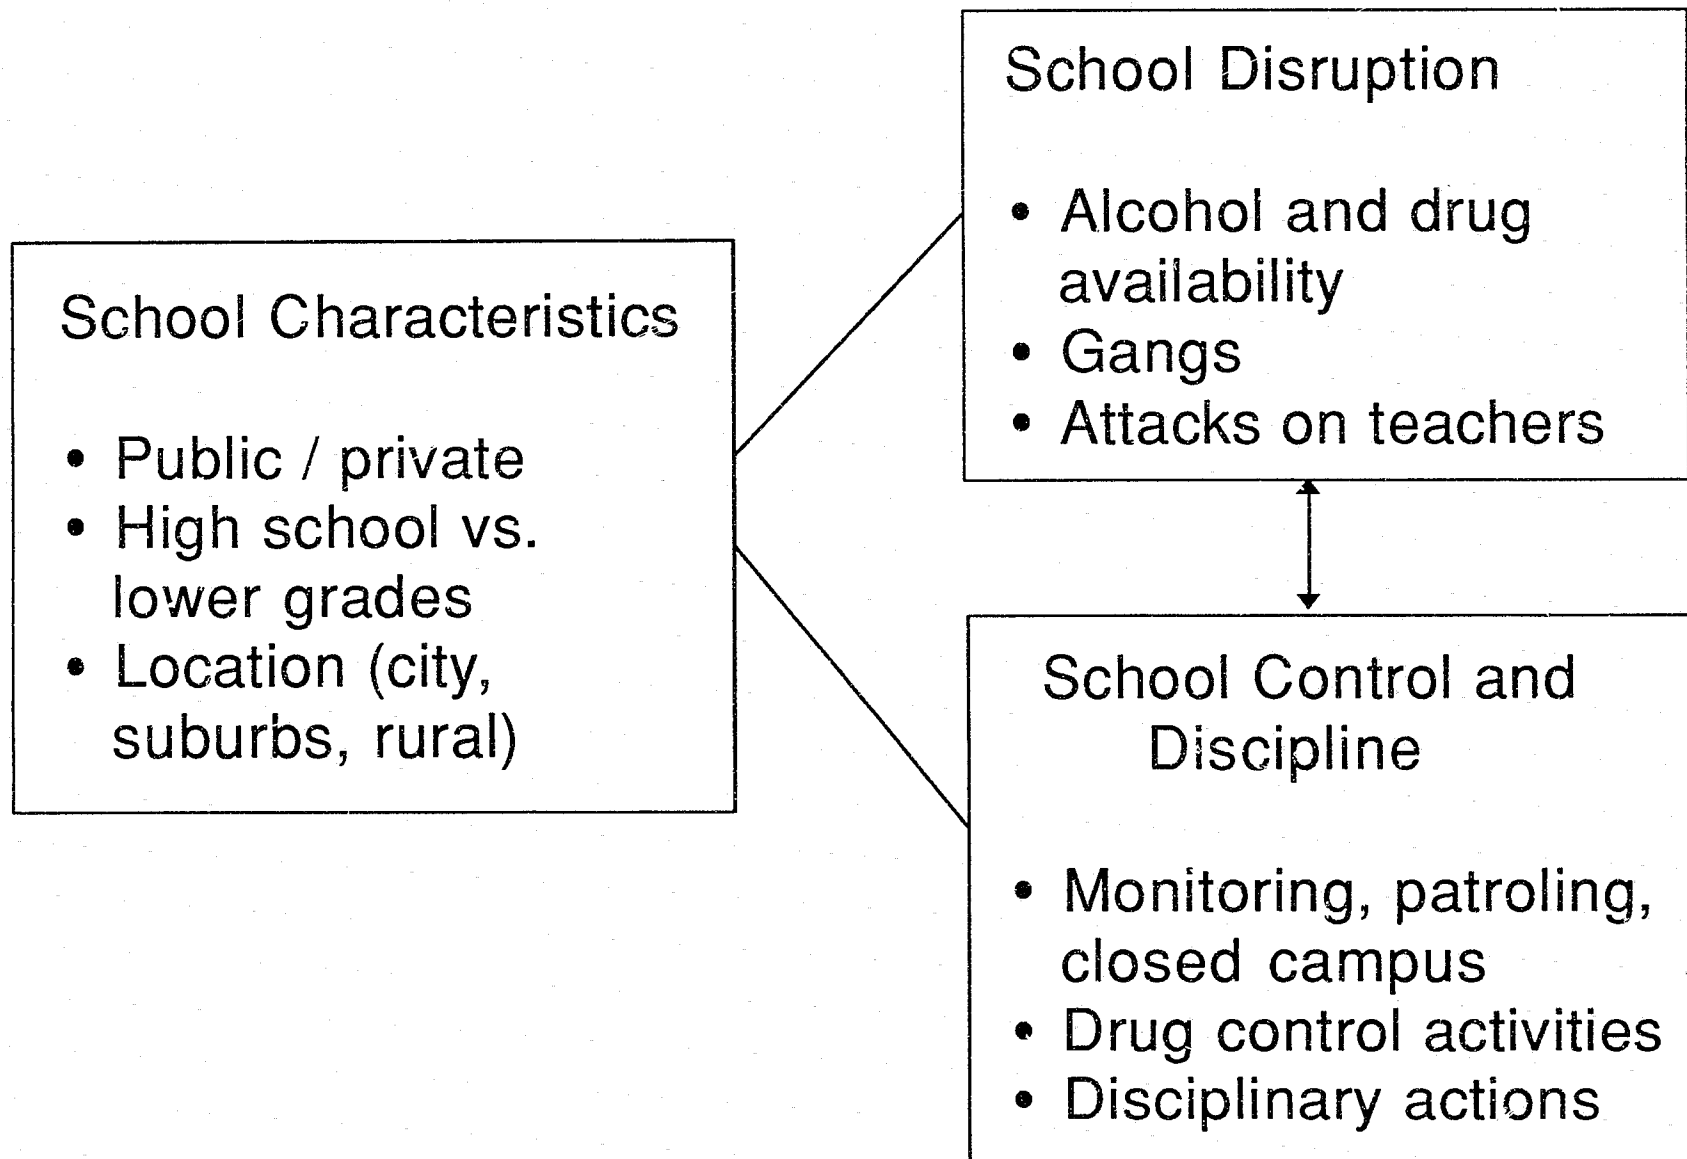 School Disruption
• Alcohol and drug
availability
• Gangs
• Attacks on teachers
School Characteristics
• Public / private
• High school vs.
lower grades
• Location (city,
suburbs, rural)
School Control and
Discipline
• Monitoring, patroling,
closed campus
• Drug control activities
• Disciplinary actions